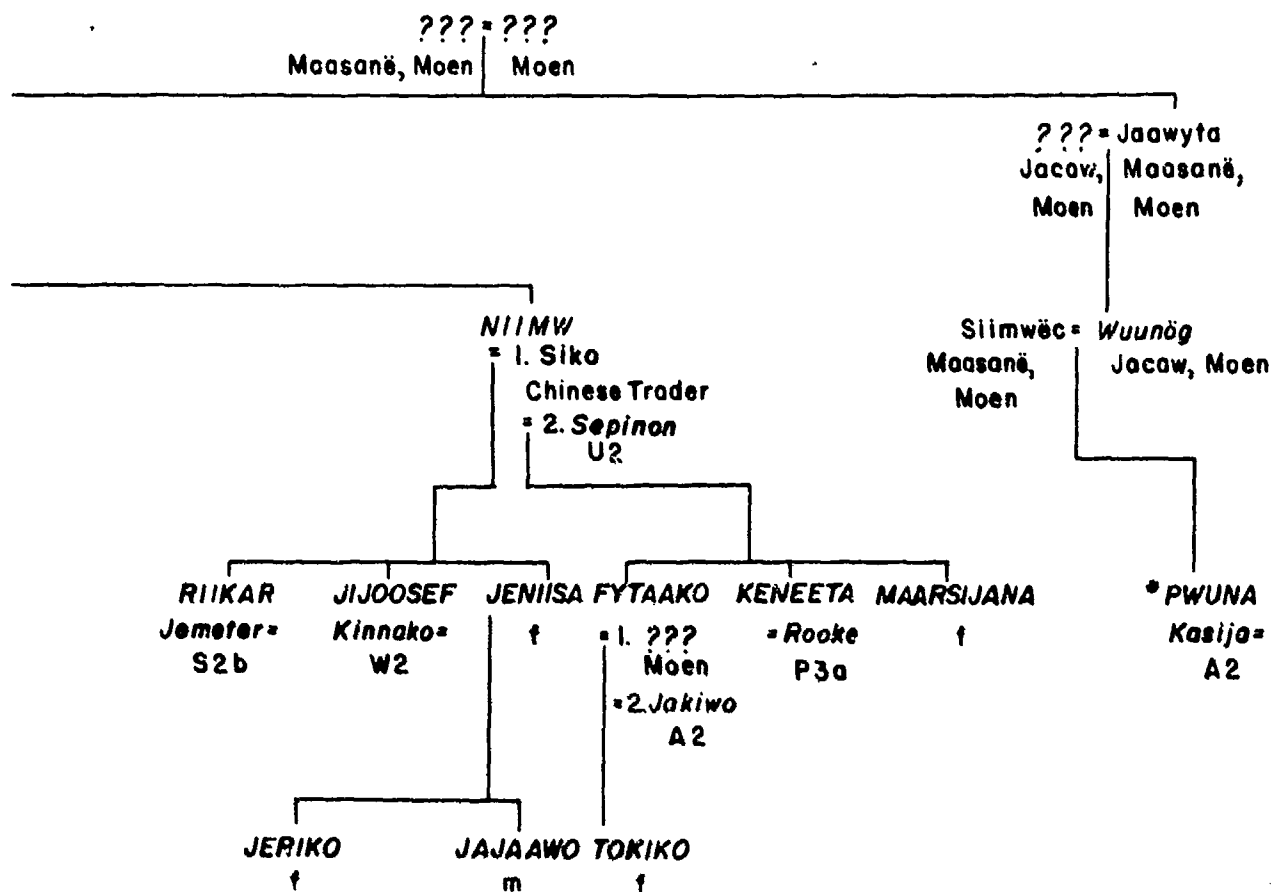 ??? = ???
Maasanë, Moen Moen
??? = Jaawyta
Jacaw, Maasanë,
Moen Moen
NIIMW
= 1. Siko
Chinese Trader
= 2. Sepinon
U2
Siimwëc = Wuunög
Maasanë, Jacaw, Moen
Moen
RIIKAR JIJOOSEF JENIISA FYTAAKO KENEETA MAARSIJANA *PWUNA
Jemeter= Kinnako= f = 1. ??? =Rooke f Kasija=
S2b W2 Moen P3a A2
=2. Jakiwo
A2
JERIKO JAJAAWO TOKIKO
f m f